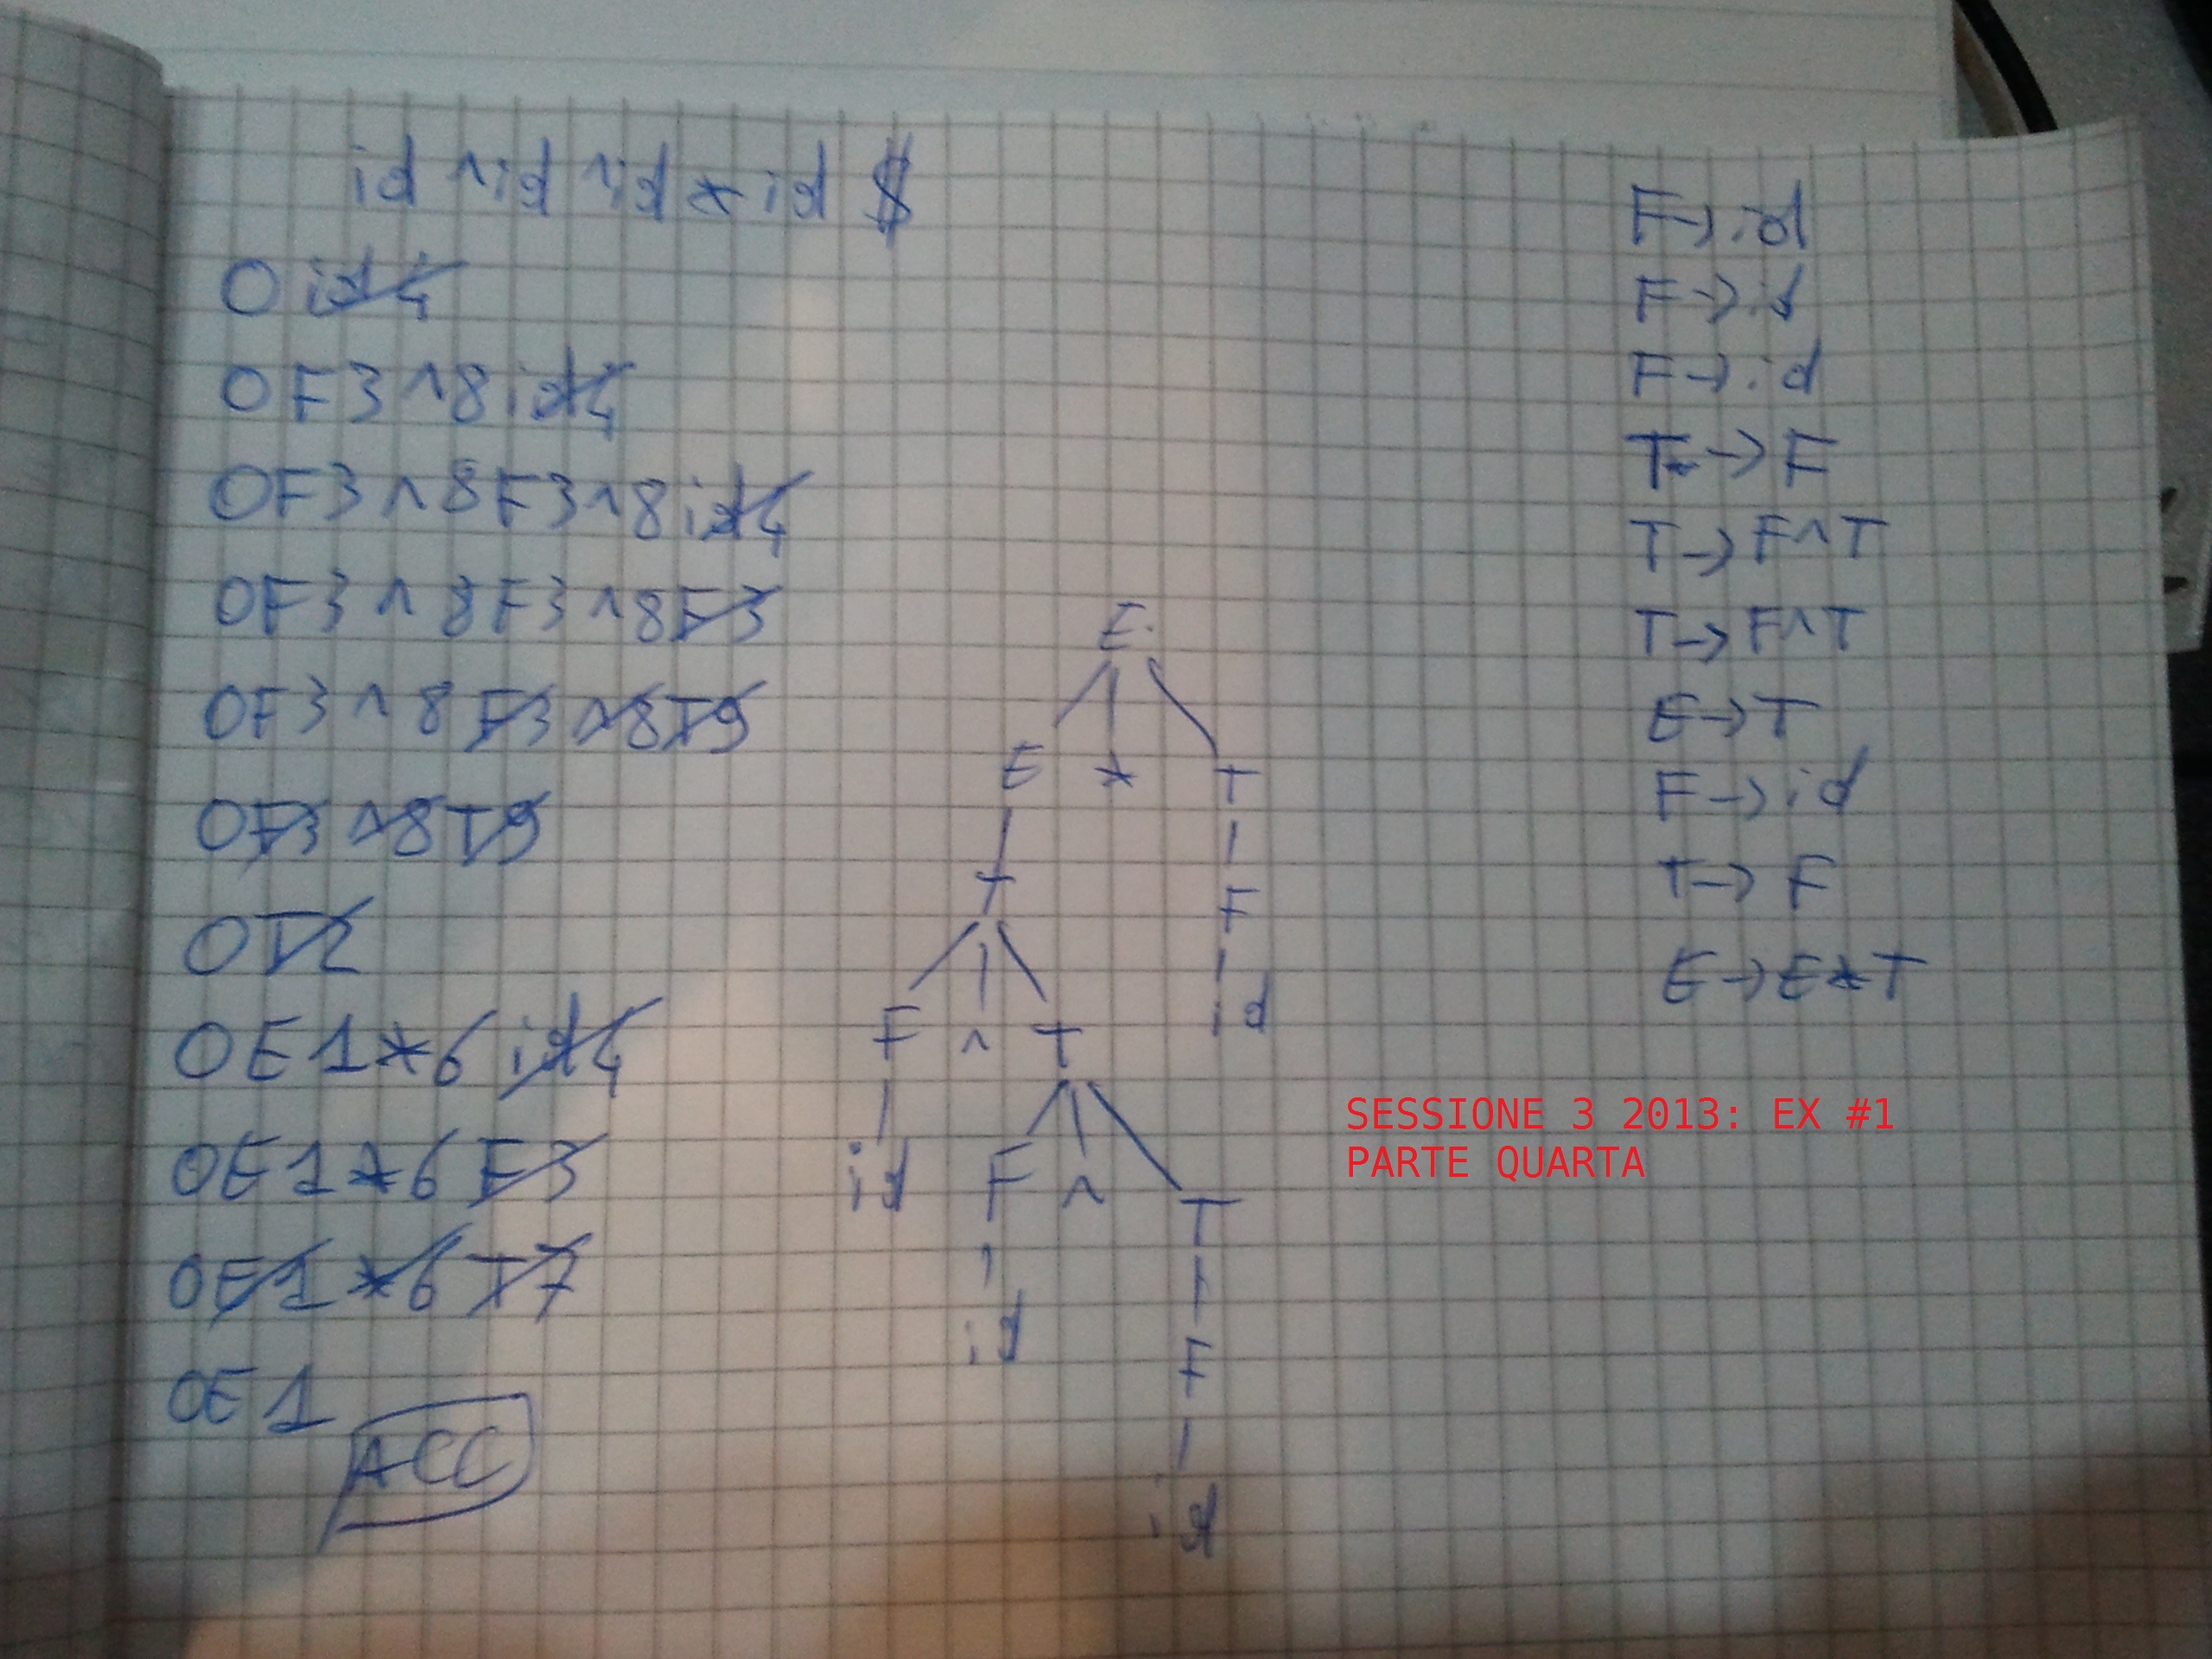 id ^ id ^ id * id $
0 id 4
0 F 3 ^ 8 id 4
0 F 3 ^ 8 F 3 ^ 8 id 4
0 F 3 ^ 8 F 3 ^ 8 F 3
0 F 3 ^ 8 F 3 ^ 8 T 9
0 F 3 ^ 8 T 9
0 T 2
0 E 1 * 6 id 4
0 E 1 * 6 F 3
0 E 1 * 6 T 7
0 E 1
ACC
E
E * T
T F
F ^ T id
id F ^ T
id F
id
F → id
F → id
F → id
T → F
T → F ^ T
T → F ^ T
E → T
F → id
T → F
E → E * T
SESSIONE 3 2013: EX #1
PARTE QUARTA